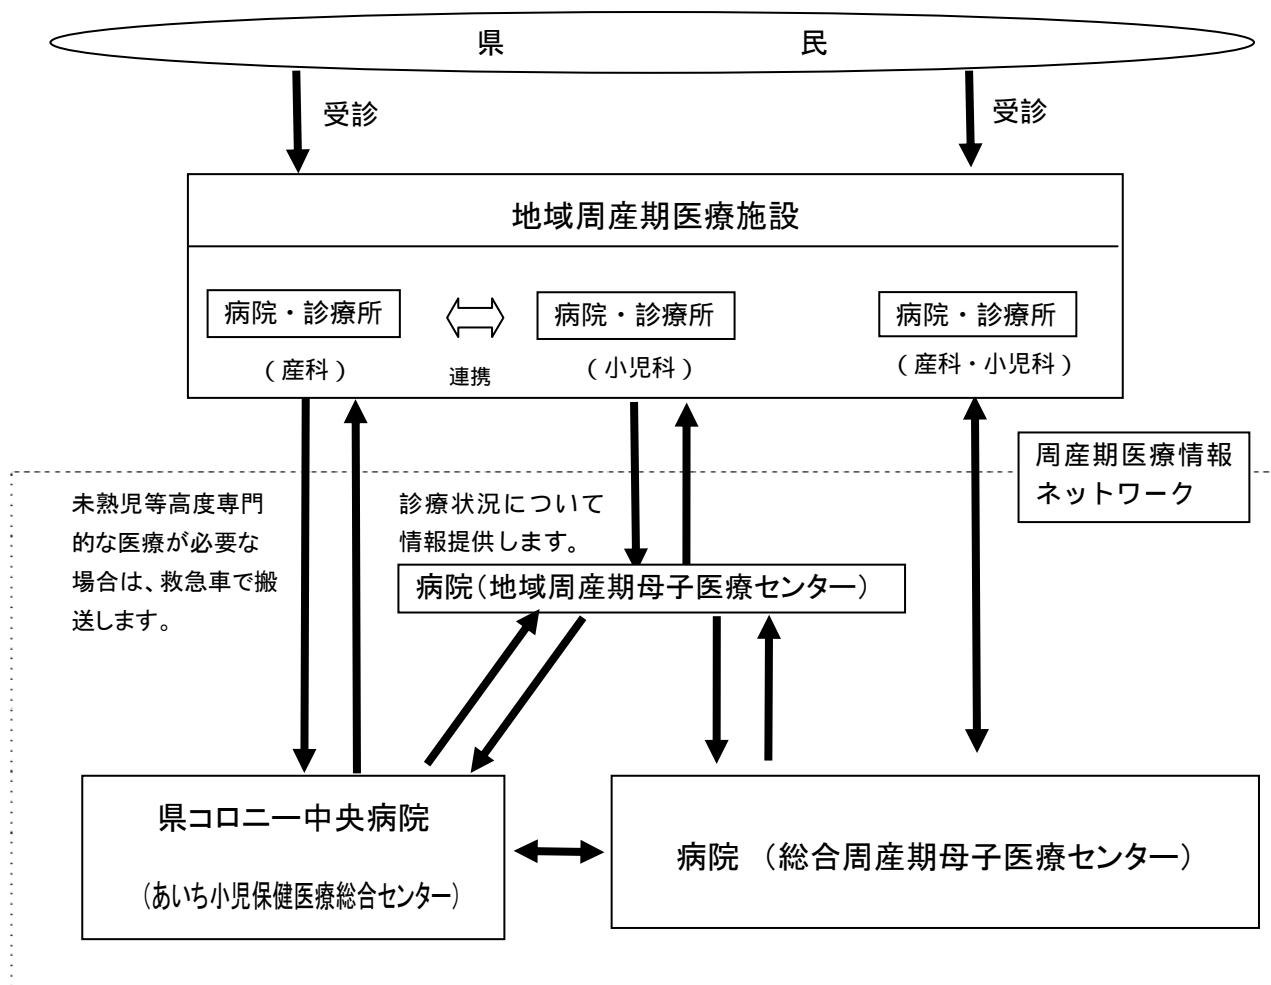 県 民
受診
受診
地域周産期医療施設
病院・診療所
病院・診療所
病院・診療所
（産科）
連携
（小児科）
（産科・小児科）
周産期医療情報
ネットワーク
未熟児等高度専門
的な医療が必要な
場合は、救急車で搬
送します。
診療状況について
情報提供します。
病院（地域周産期母子医療センター）
県コロニー中央病院
（あいち小児保健医療総合センター）
病院 （総合周産期母子医療センター）